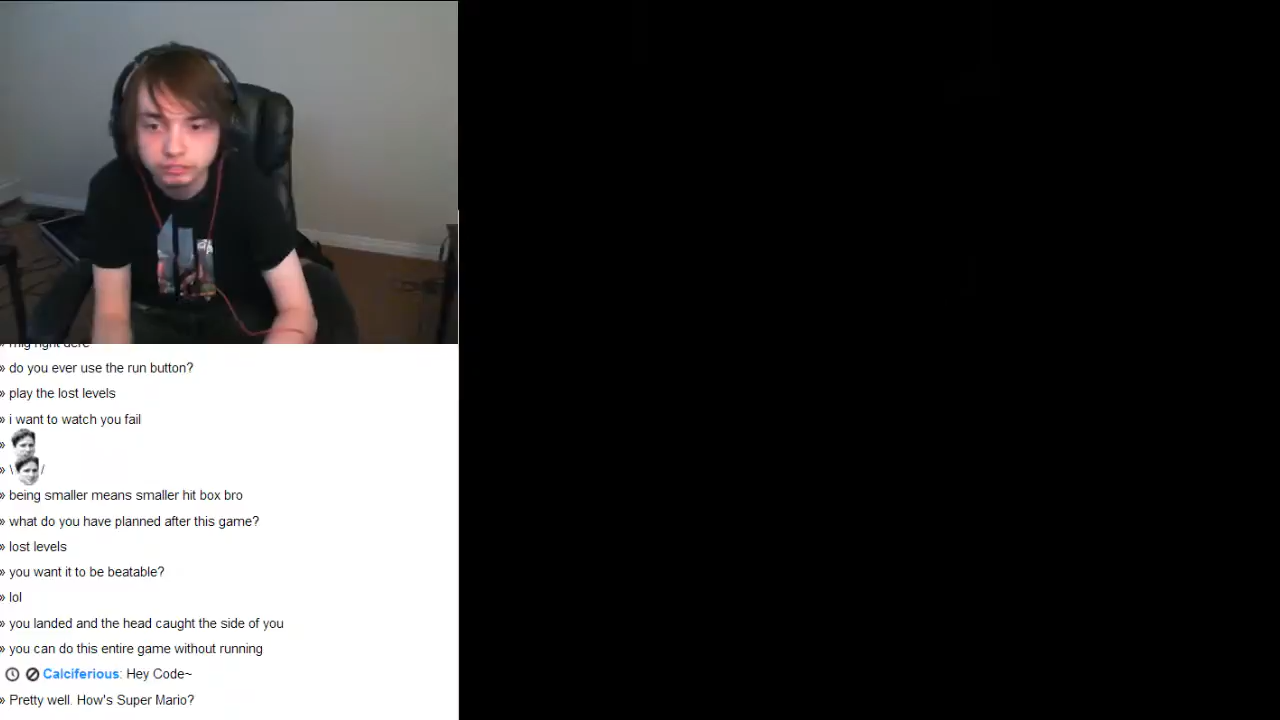 » do you ever use the run button?
» play the lost levels
» i want to watch you fail
»
» \ /
» being smaller means smaller hit box bro
» what do you have planned after this game?
» lost levels
» you want it to be beatable?
» lol
» you landed and the head caught the side of you
» you can do this entire game without running
Calciferious: Hey Code~
» Pretty well. How's Super Mario?